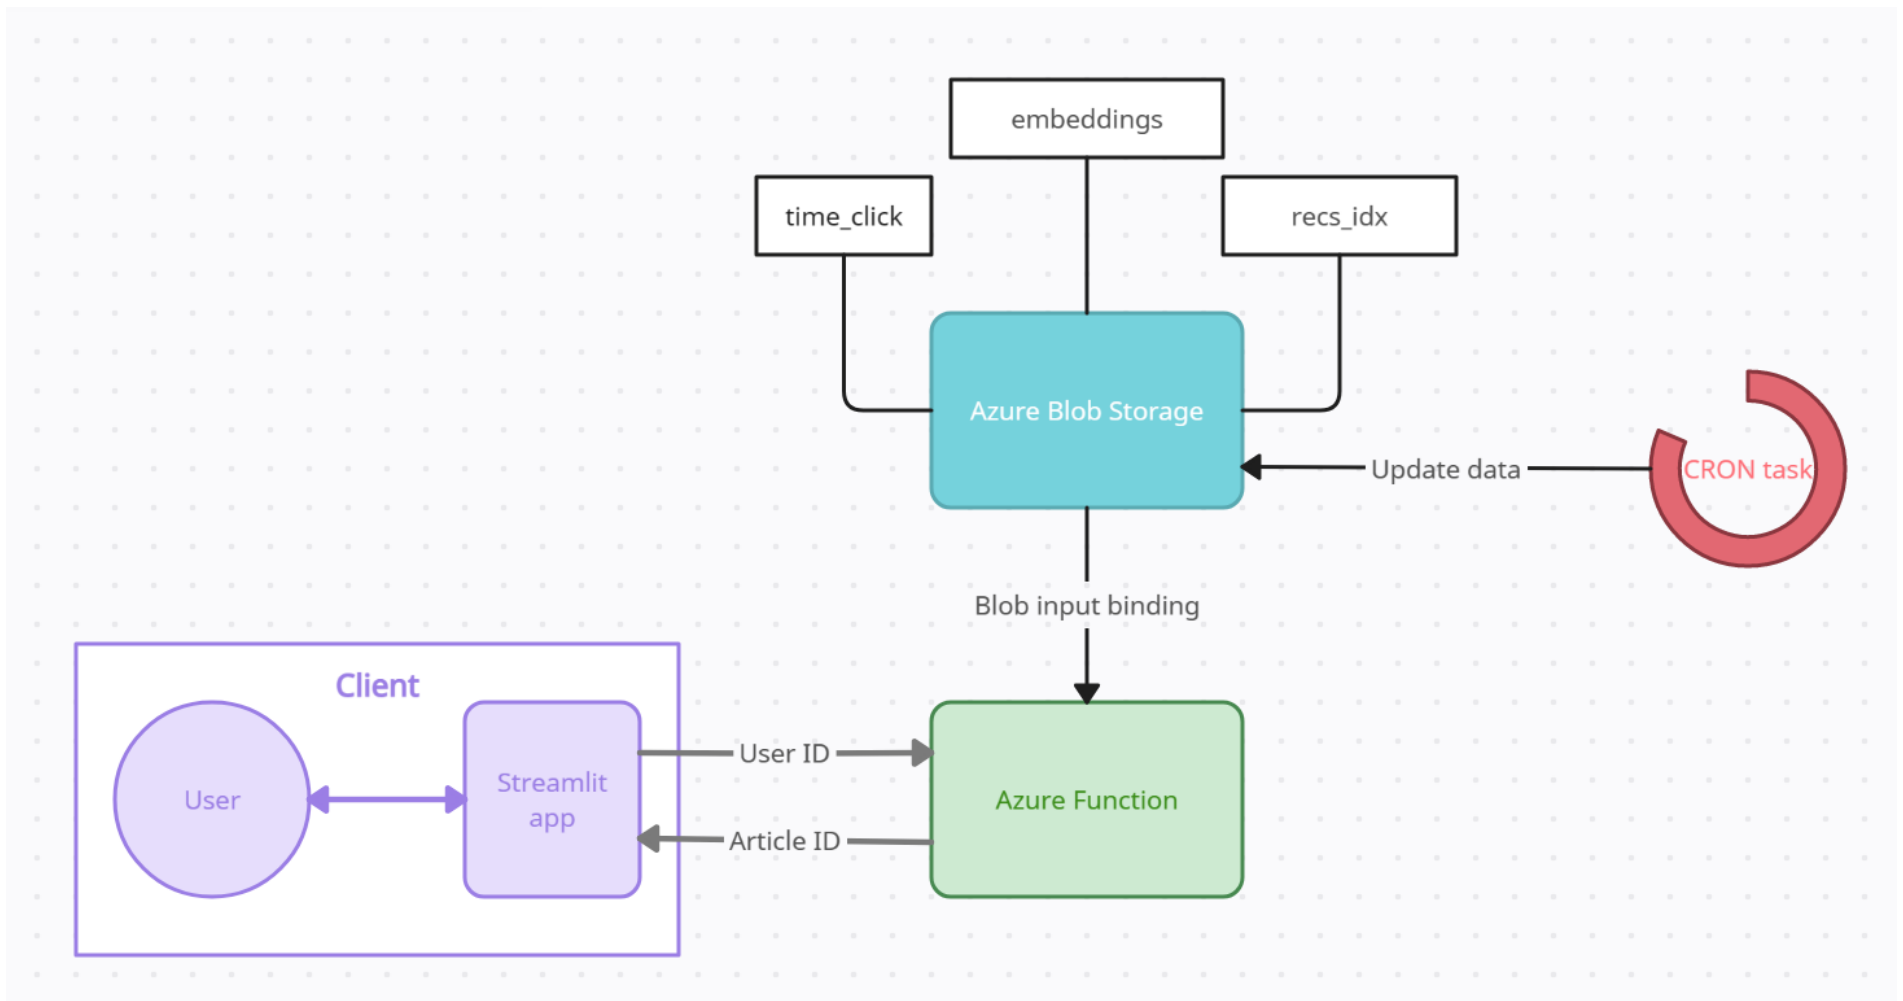 embeddings
time_click
recs_idx
Azure Blob Storage
Update data
CRON task
Blob input binding
Client
User
Streamlit
app
User ID
Article ID
Azure Function